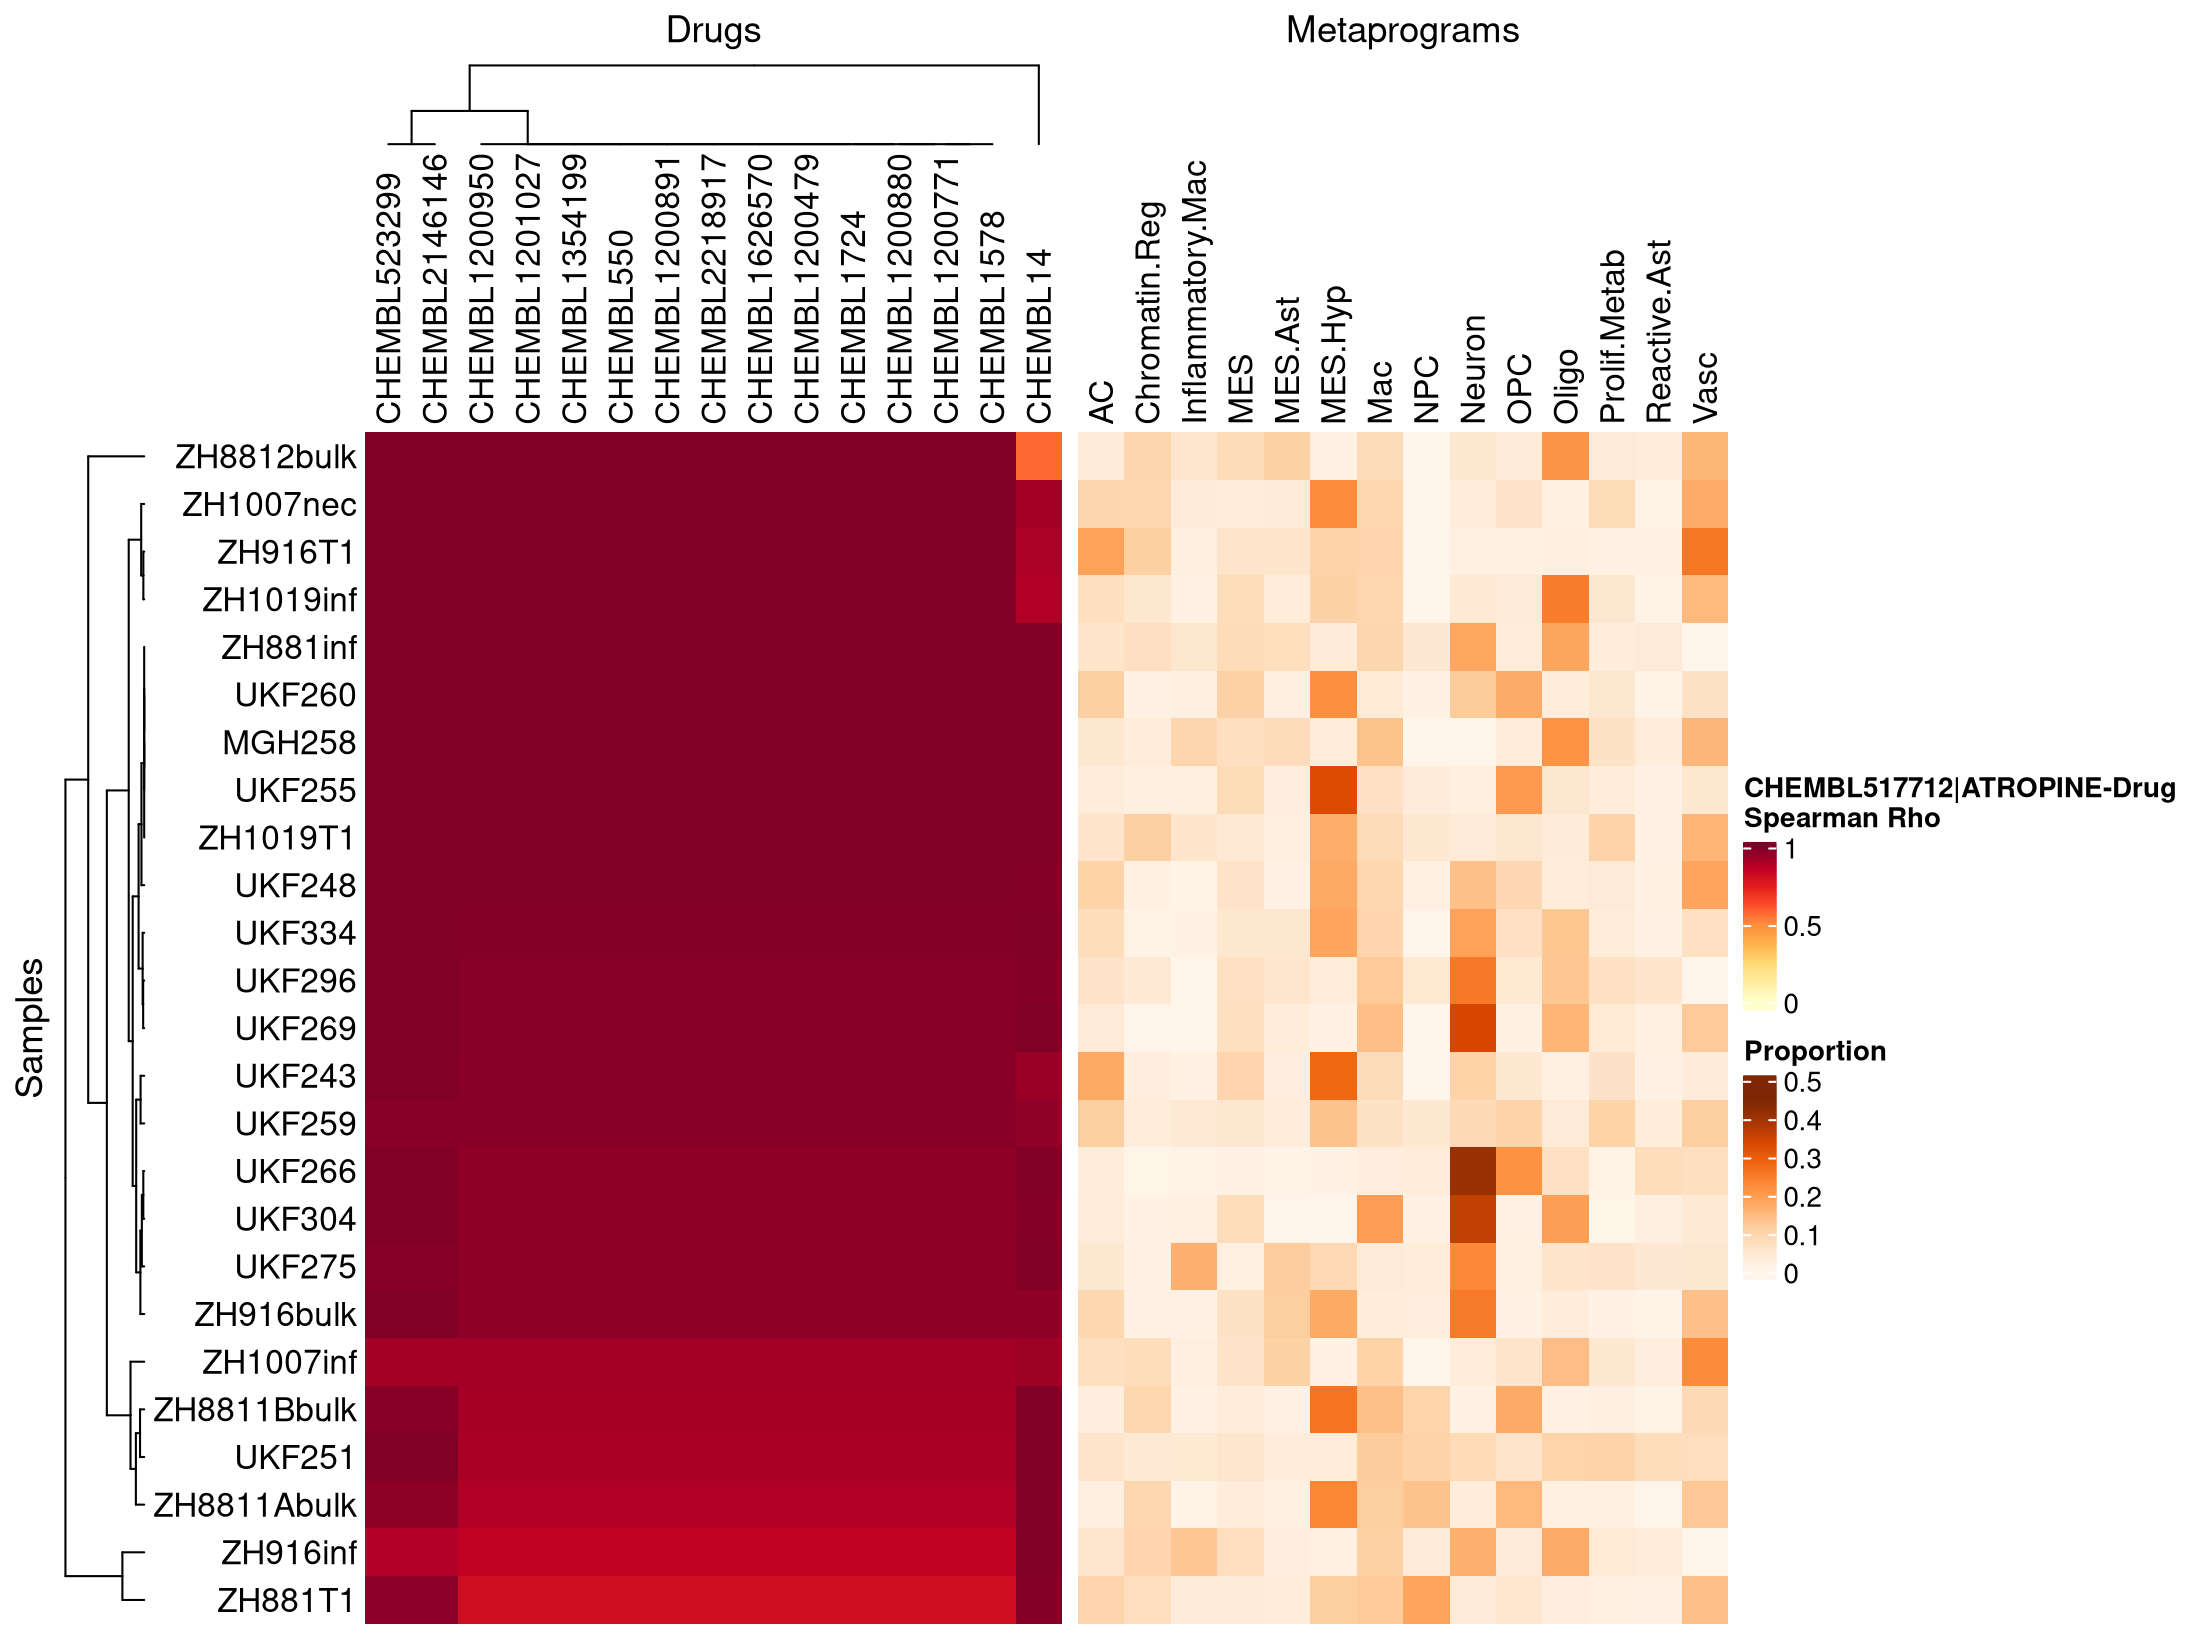 Drugs
Metaprograms
CHEMBL5232299
CHEMBL2146146
CHEMBL1200950
CHEMBL1201027
CHEMBL1354199
CHEMBL550
CHEMBL1200891
CHEMBL2218917
CHEMBL1626570
CHEMBL1200479
CHEMBL1724
CHEMBL1200880
CHEMBL1200771
CHEMBL1578
CHEMBL14
AC
Chromatin.Reg
Inflammatory.Mac
MES
MES.Ast
MES.Hyp
Mac
NPC
Neuron
OPC
Oligo
Prolif.Metab
Reactive.Ast
Vasc
Samples
ZH8812bulk
ZH1007nec
ZH916T1
ZH1019inf
ZH881inf
UKF260
MGH258
UKF255
ZH1019T1
UKF248
UKF334
UKF296
UKF269
UKF243
UKF259
UKF266
UKF304
UKF275
ZH916bulk
ZH1007inf
ZH8811Bbulk
UKF251
ZH8811Abulk
ZH916inf
ZH881T1
CHEMBL517712|ATROPINE-Drug
Spearman Rho
1
0.5
0
Proportion
0.5
0.4
0.3
0.2
0.1
0